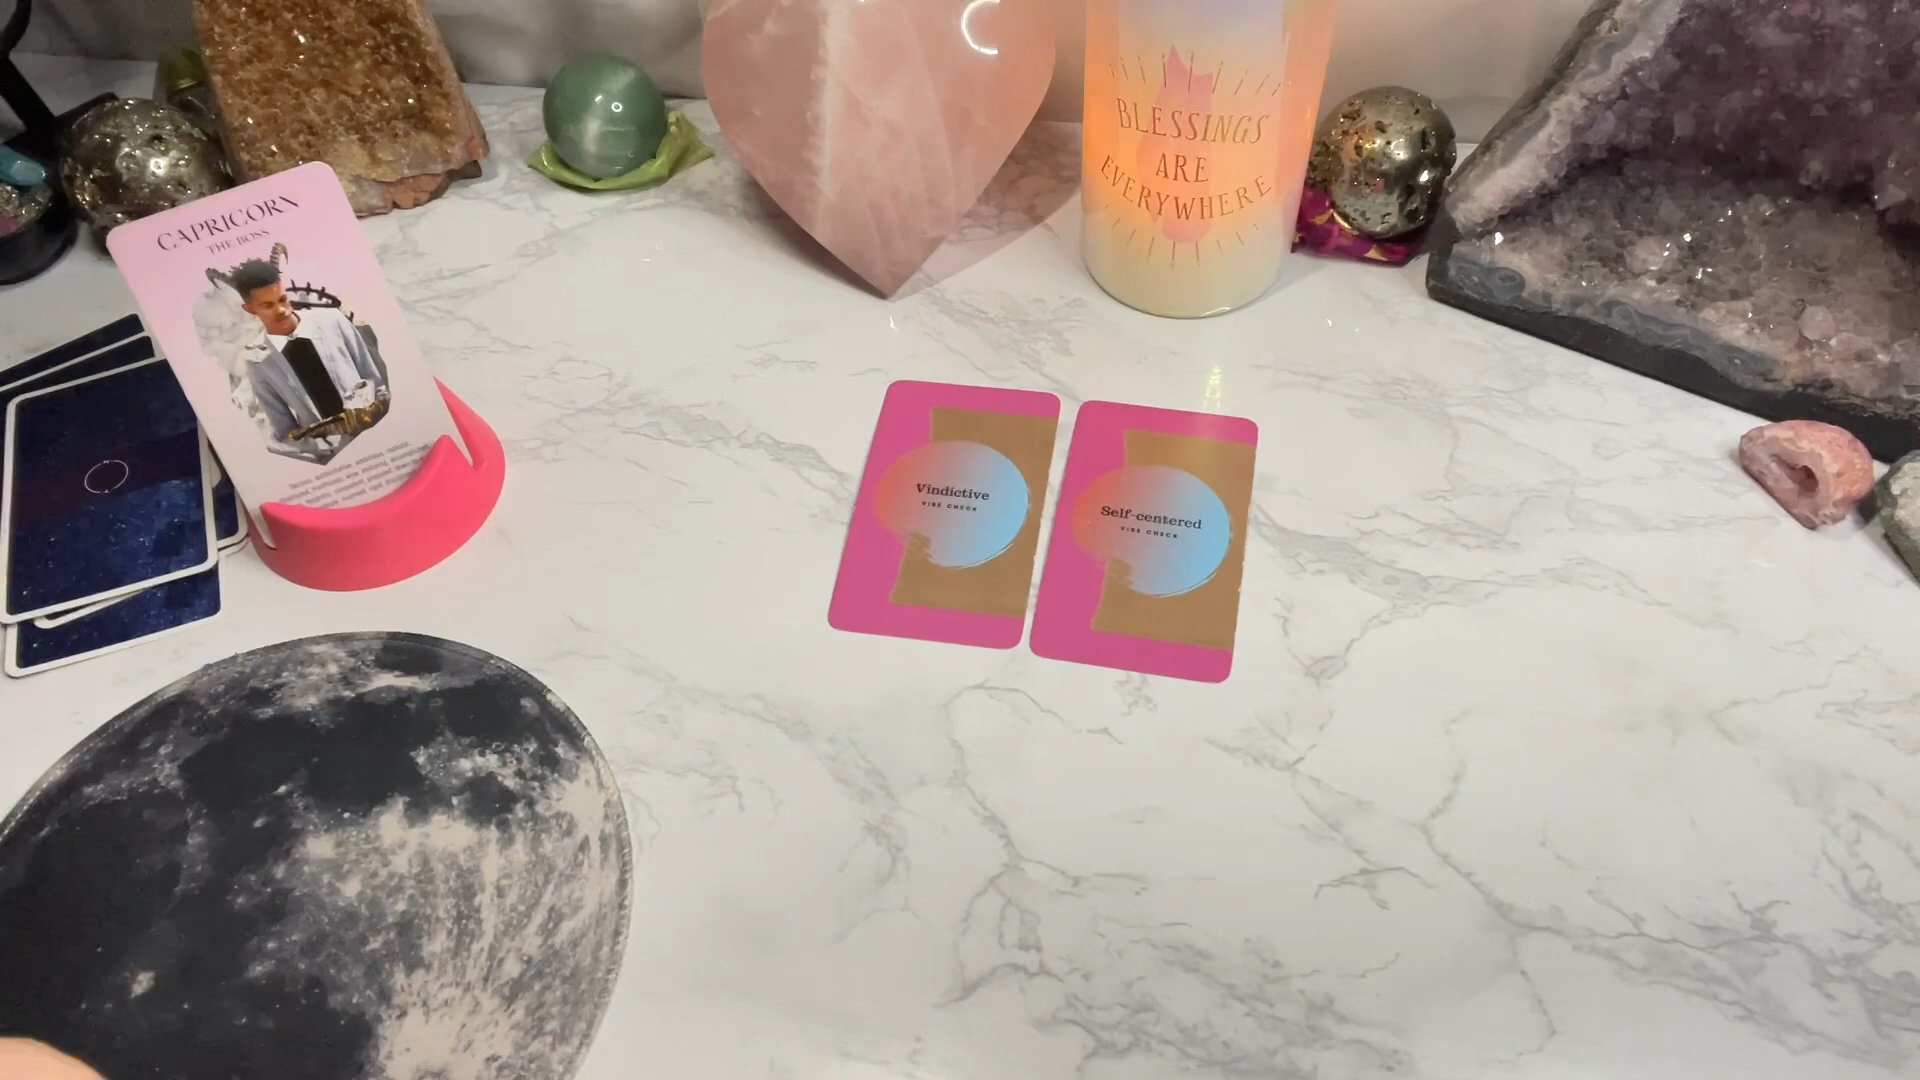 CAPRICORN
THE BOSS
BLESSINGS
ARE
EVERYWHERE
Vindictive
VIBE CHECK
Self-centered
VIBE CHECK